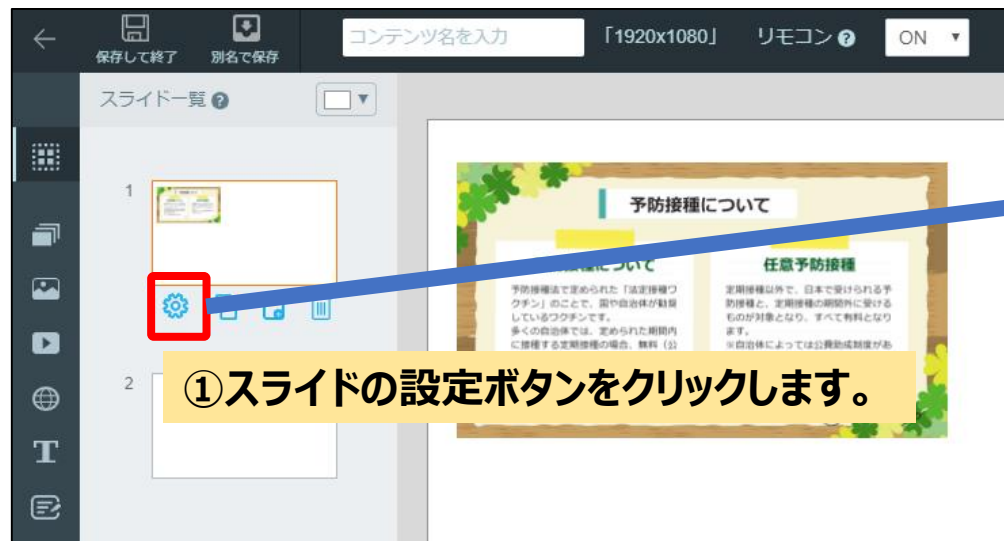 保存して終了
別名で保存
コンテンツ名を入力
「1920x1080」
リモコン ?
ON ▼
スライド一覧 ?
1
2
T
予防接種について
種について
予防接種法で定められた「法定接種ワ
クチン」のことで、国や自治体が勧奨
しているワクチンです。
多くの自治体では、定められた期間内
に接種する定期接種の場合、無料（公
任意予防接種
定期接種以外で、日本で受けられる予
防接種と、定期接種の期間外に受ける
ものが対象となり、すべて有料となり
ます。
※自治体によっては公費助成制度があ
①スライドの設定ボタンをクリックします。